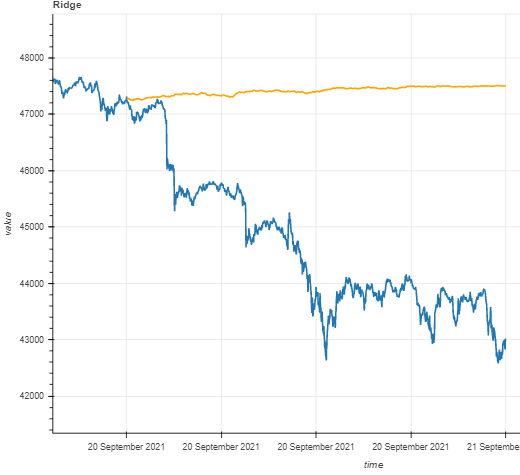 Ridge
48000
47000
46000
45000
44000
43000
42000
value
20 September 2021
20 September 2021
20 September 2021
20 September 2021
21 Septembe
time